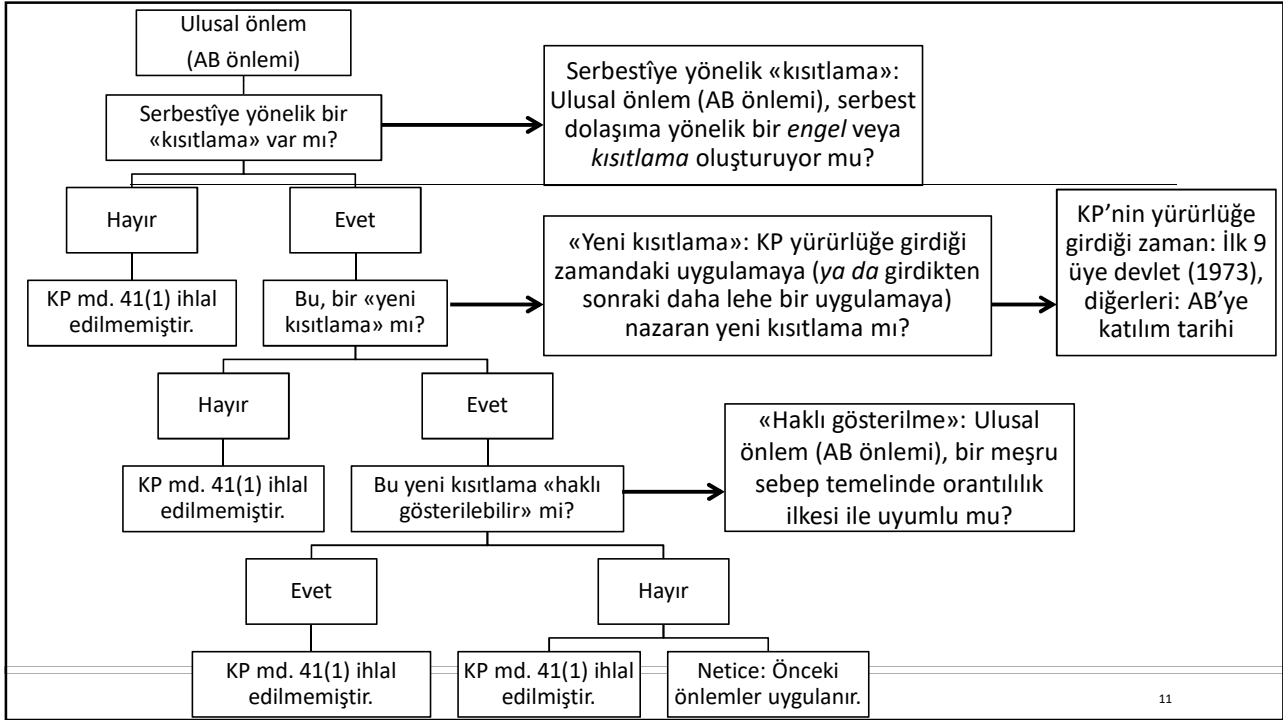 Ulusal önlem
(AB önlemi)
Serbestîye yönelik bir
«kısıtlama» var mı?
Serbestîye yönelik «kısıtlama»:
Ulusal önlem (AB önlemi), serbest
dolaşıma yönelik bir engel veya
kısıtlama oluşturuyor mu?
Hayır
Evet
KP md. 41(1) ihlal
edilmemiştir.
Bu, bir «yeni
kısıtlama» mı?
«Yeni kısıtlama»: KP yürürlüğe girdiği
zamandaki uygulamaya (ya da girdikten
sonraki daha lehe bir uygulamaya)
nazaran yeni kısıtlama mı?
KP’nin yürürlüğe
girdiği zaman: İlk 9
üye devlet (1973),
diğerleri: AB’ye
katılım tarihi
Hayır
Evet
KP md. 41(1) ihlal
edilmemiştir.
Bu yeni kısıtlama «haklı
gösterilebilir» mi?
«Haklı gösterilme»: Ulusal
önlem (AB önlemi), bir meşru
sebep temelinde orantılılık
ilkesi ile uyumlu mu?
Evet
Hayır
KP md. 41(1) ihlal
edilmemiştir.
KP md. 41(1) ihlal
edilmiştir.
Netice: Önceki
önlemler uygulanır.
11